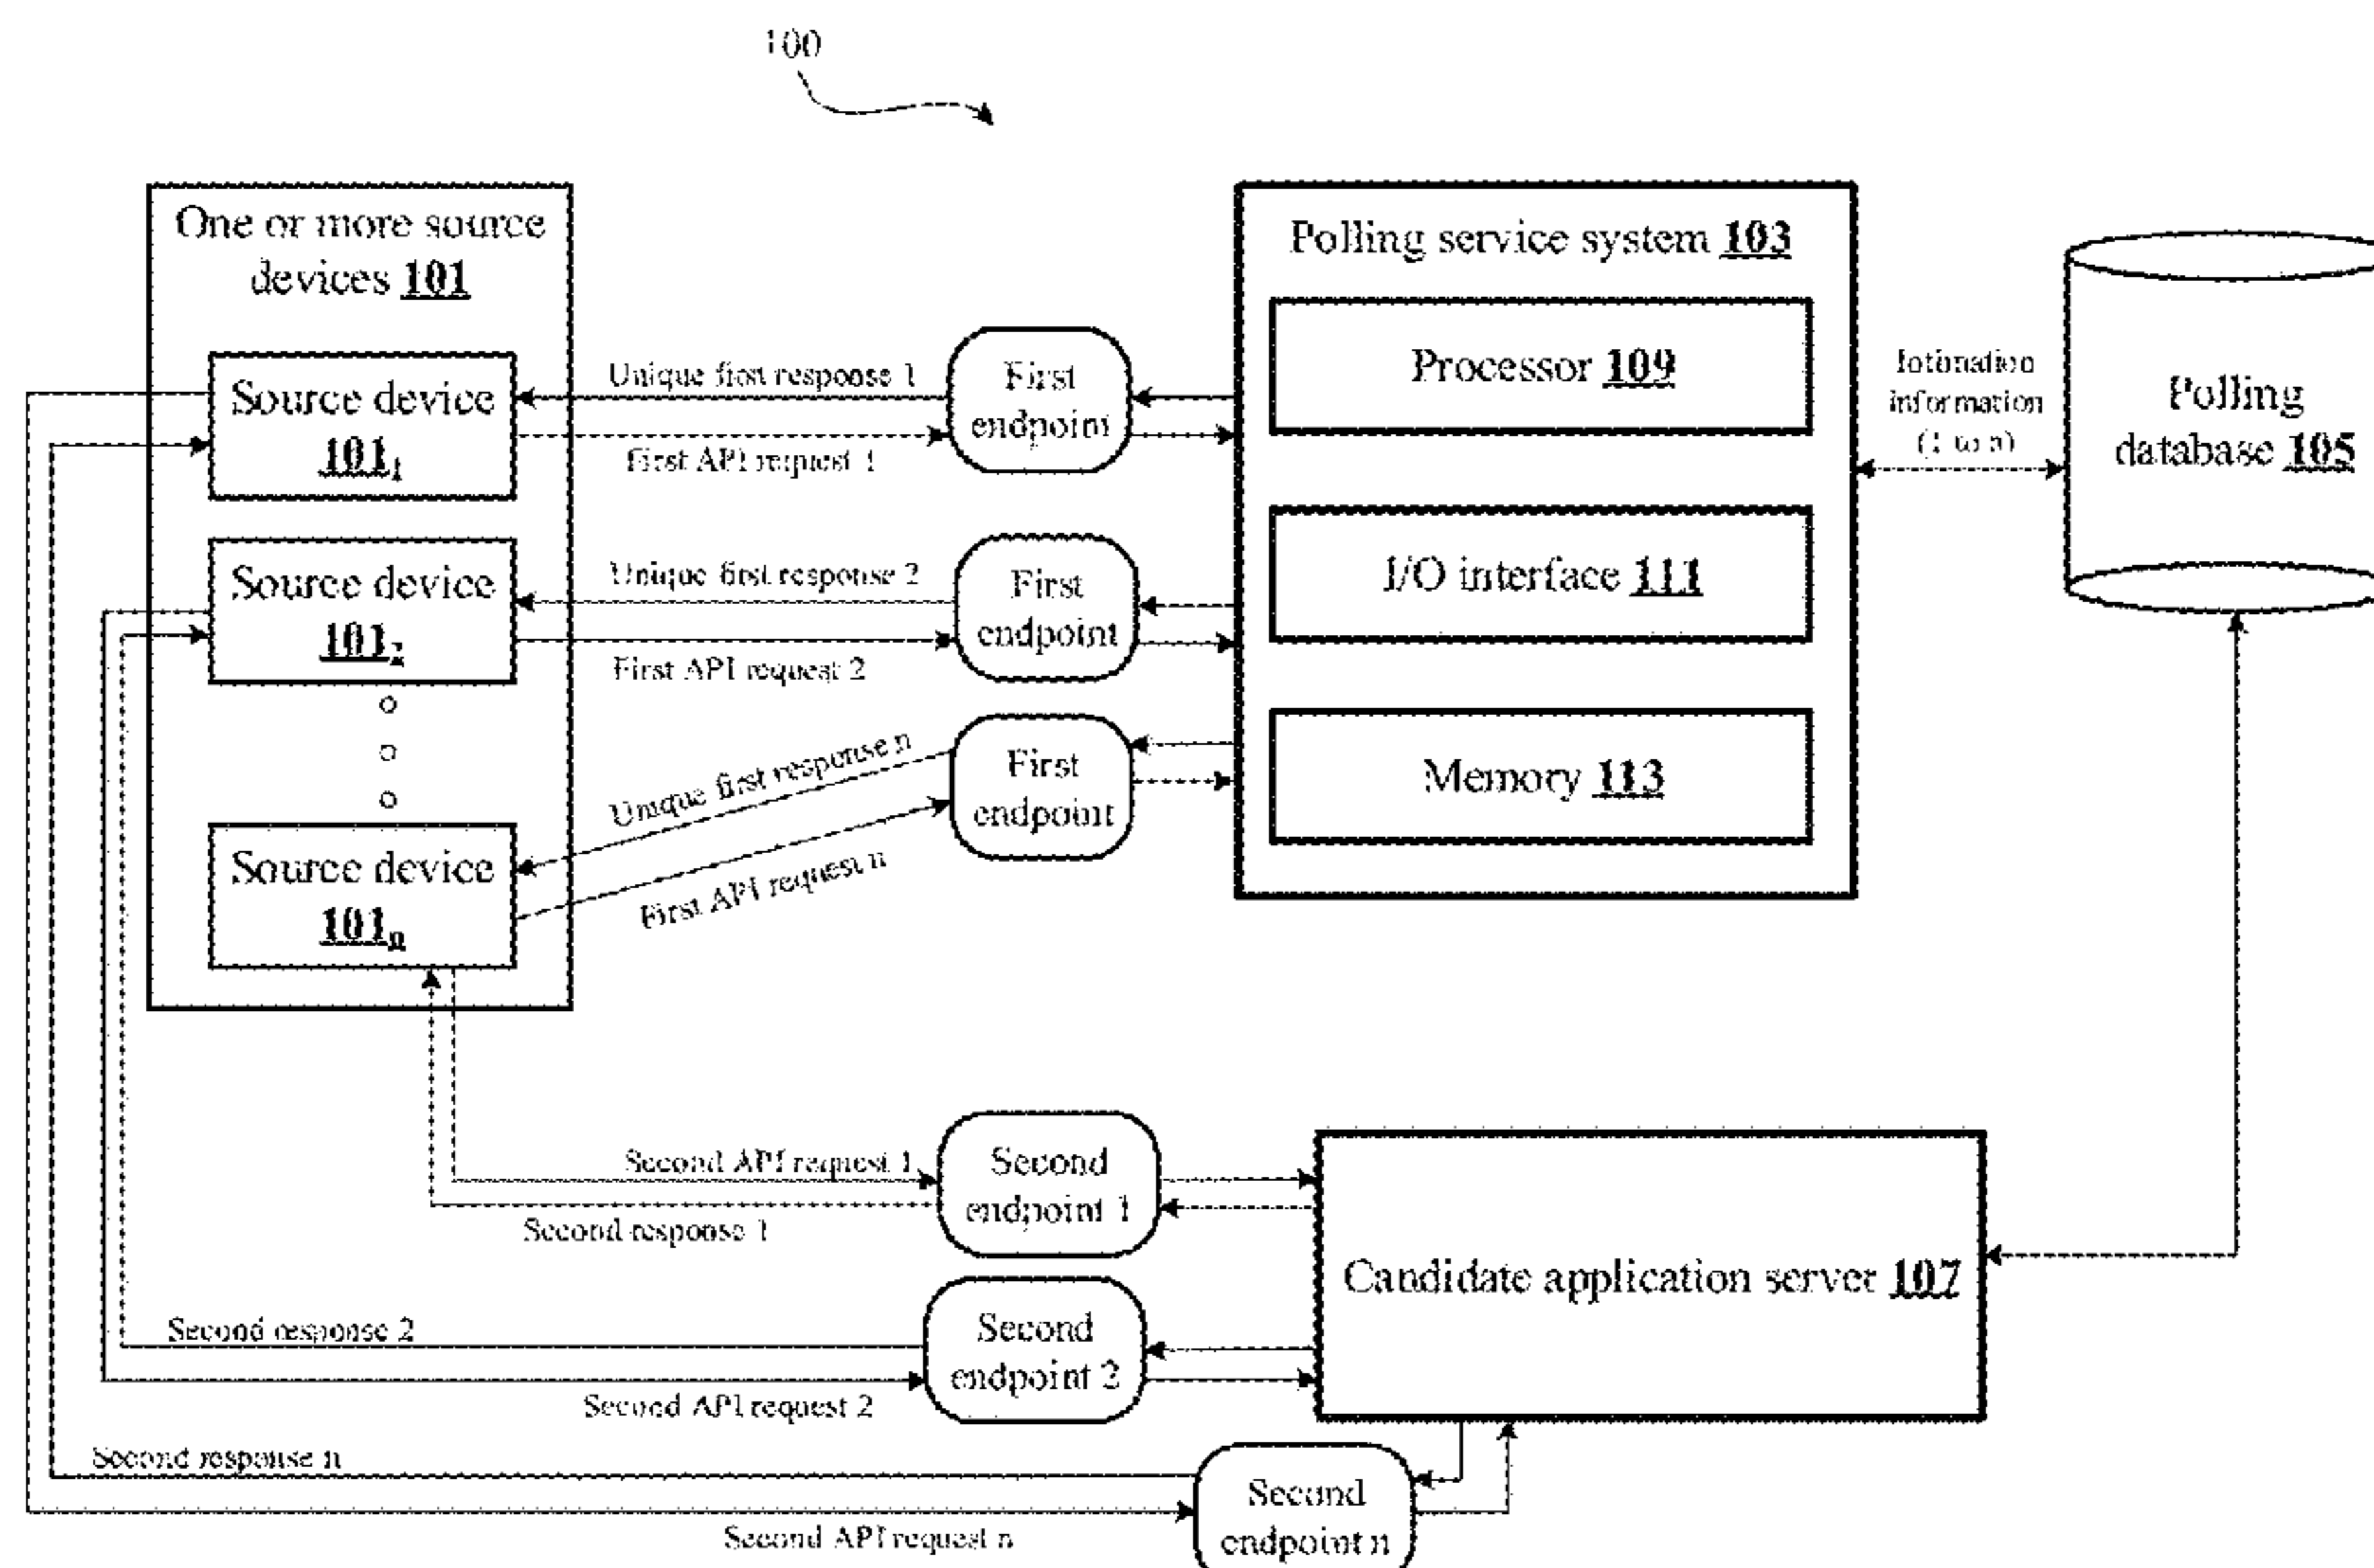 100
One or more source
devices 101
Source device
101₁
Source device
101₂
Source device
101ₙ
Unique first response 1
First API request 1
Unique first response 2
First API request 2
Unique first response n
First API request n
First
endpoint
First
endpoint
First
endpoint
Polling service system 103
Processor 109
I/O interface 111
Memory 113
Intimation
information
(1 to n)
Polling
database 105
Second API request 1
Second response 1
Second
endpoint 1
Second response 2
Second API request 2
Second
endpoint 2
Candidate application server 107
Second response n
Second API request n
Second
endpoint n